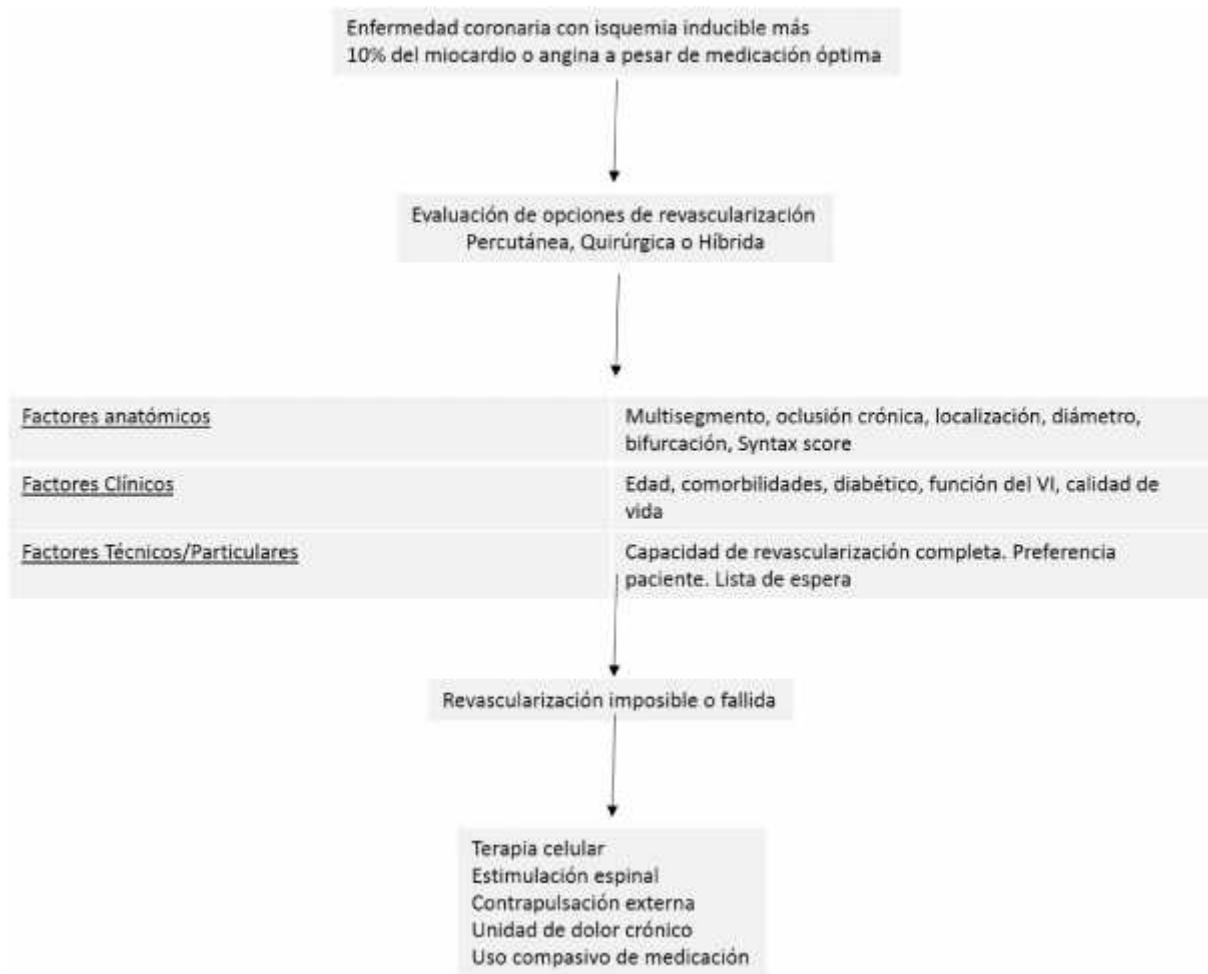 Enfermedad coronaria con isquemia inducible más
10% del miocardio o angina a pesar de medicación óptima
Evaluación de opciones de revascularización
Percutánea, Quirúrgica o Híbrida
Factores anatómicos
Multisegmento, oclusión crónica, localización, diámetro,
bifurcación, Syntax score
Factores Clínicos
Edad, comorbilidades, diabético, función del VI, calidad de
vida
Factores Técnicos/Particulares
Capacidad de revascularización completa. Preferencia
paciente. Lista de espera
Revascularización imposible o fallida
Terapia celular
Estimulación espinal
Contrapulsación externa
Unidad de dolor crónico
Uso compasivo de medicación